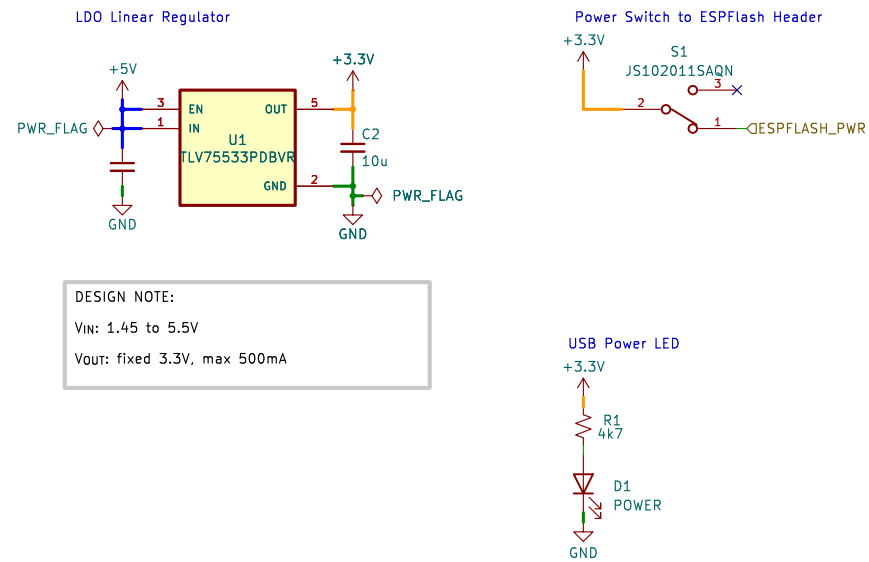 LDO Linear Regulator
+5V
PWR_FLAG
3
1
EN
IN
OUT
GND
U1
TLV75533PDBVR
5
2
+3.3V
C2
10u
PWR_FLAG
GND
GND
DESIGN NOTE:
VIN: 1.45 to 5.5V
VOUT: fixed 3.3V, max 500mA
Power Switch to ESPFlash Header
+3.3V
S1
JS102011SAQN
3
2
1
ESPFLASH_PWR
USB Power LED
+3.3V
R1
4k7
D1
POWER
GND